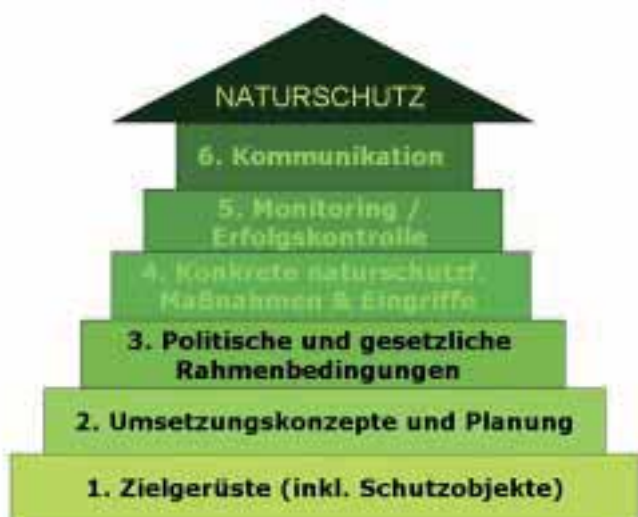 NATURSCHUTZ
6. Kommunikation
5. Monitoring /
Erfolgskontrolle
4. Konkrete naturschutzf.
Maßnahmen & Eingriffe
3. Politische und gesetzliche
Rahmenbedingungen
2. Umsetzungskonzepte und Planung
1. Zielgerüste (inkl. Schutzobjekte)